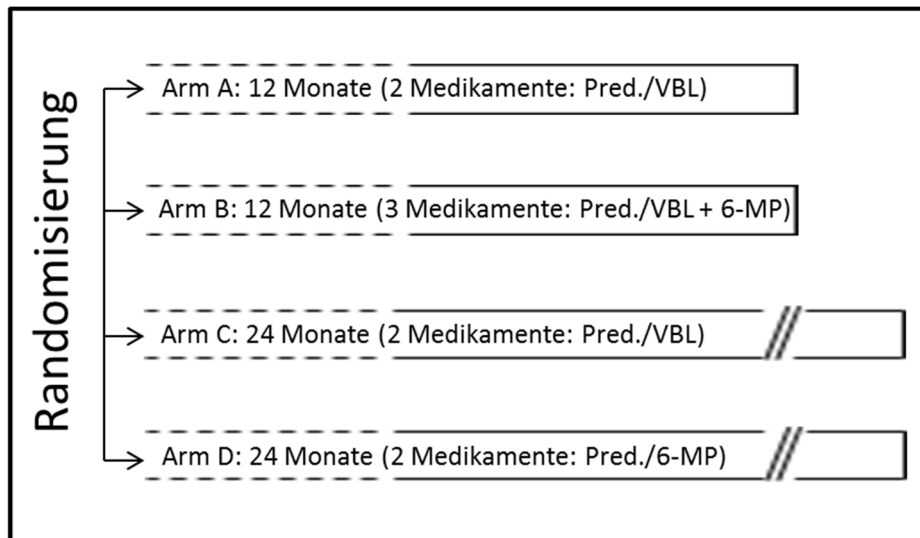 Randomisierung
Arm A: 12 Monate (2 Medikamente: Pred./VBL)
Arm B: 12 Monate (3 Medikamente: Pred./VBL + 6-MP)
Arm C: 24 Monate (2 Medikamente: Pred./VBL)
Arm D: 24 Monate (2 Medikamente: Pred./6-MP)